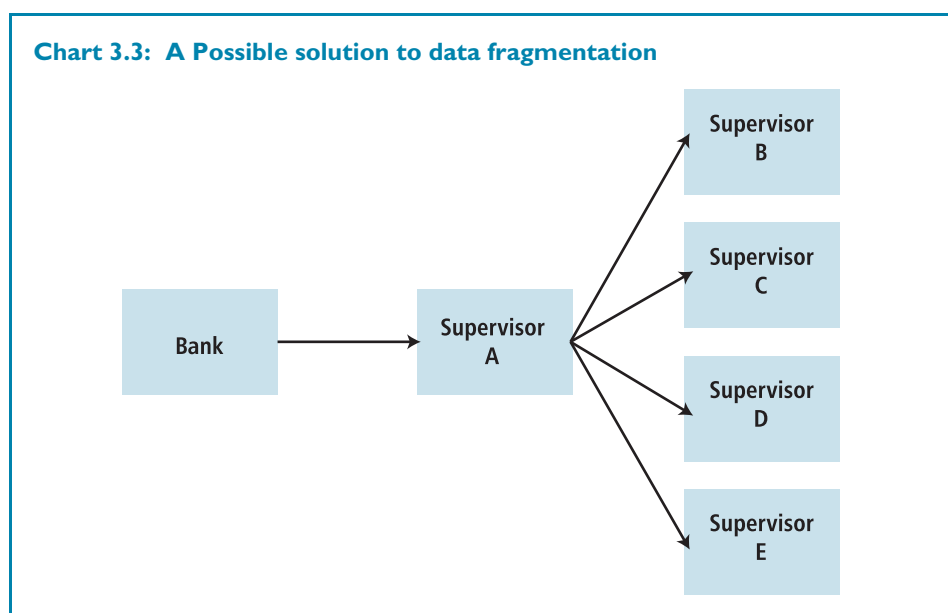 Chart 3.3: A Possible solution to data fragmentation
Supervisor
B
Supervisor
C
Bank
Supervisor
A
Supervisor
D
Supervisor
E